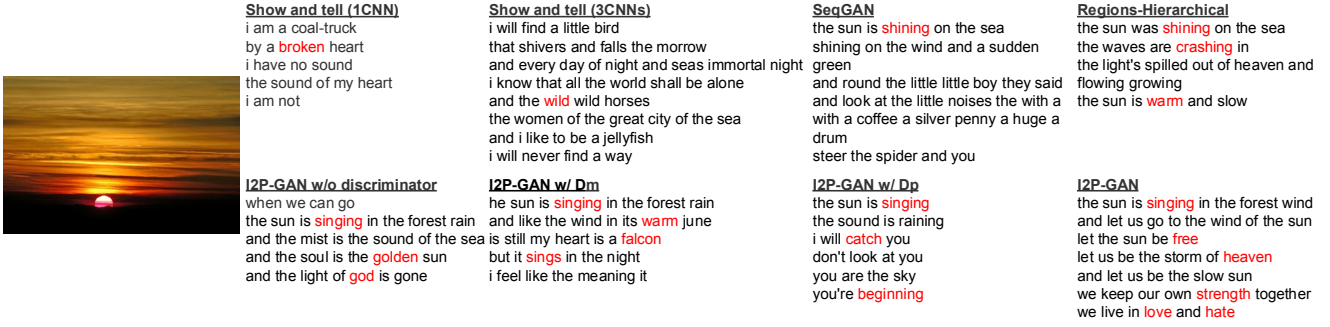 Show and tell (1CNN)
i am a coal-truck
by a broken heart
i have no sound
the sound of my heart
i am not
Show and tell (3CNNs)
i will find a little bird
that shivers and falls the morrow
and every day of night and seas immortal night
i know that all the world shall be alone
and the wild wild horses
the women of the great city of the sea
and i like to be a jellyfish
i will never find a way
SeqGAN
the sun is shining on the sea
shining on the wind and a sudden
green
and round the little little boy they said
and look at the little noises the with a
with a coffee a silver penny a huge a
drum
steer the spider and you
Regions-Hierarchical
the sun was shining on the sea
the waves are crashing in
the light's spilled out of heaven and
flowing growing
the sun is warm and slow
I2P-GAN w/o discriminator
when we can go
the sun is singing in the forest rain
and the mist is the sound of the sea
and the soul is the golden sun
and the light of god is gone
I2P-GAN w/ Dm
he sun is singing in the forest rain
and like the wind in its warm june
is still my heart is a falcon
but it sings in the night
i feel like the meaning it
I2P-GAN w/ Dp
the sun is singing
the sound is raining
i will catch you
don't look at you
you are the sky
you're beginning
I2P-GAN
the sun is singing in the forest wind
and let us go to the wind of the sun
let the sun be free
let us be the storm of heaven
and let us be the slow sun
we keep our own strength together
we live in love and hate